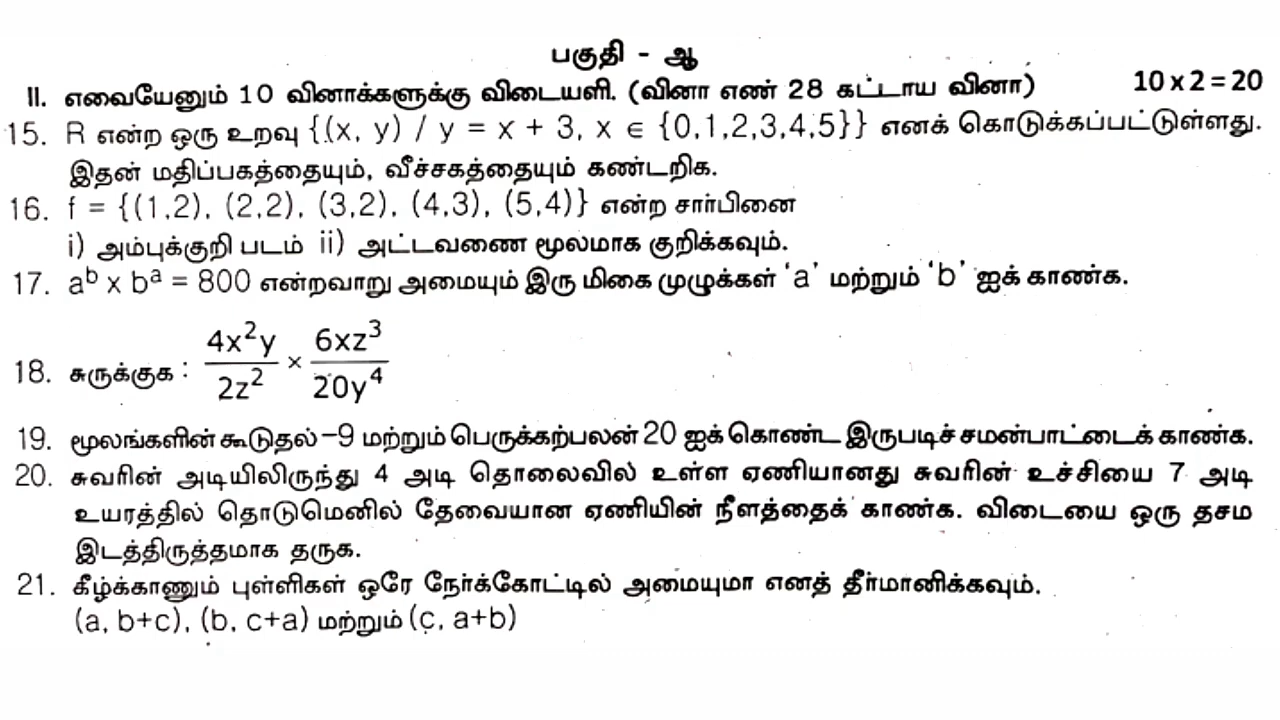 பகுதி - ஆ
II. எவையேனும் 10 வினாக்களுக்கு விடையளி. (வினா எண் 28 கட்டாய வினா) 10 x 2 = 20
15. R என்ற ஒரு உறவு {(x, y) / y = x + 3, x ∈ {0,1,2,3,4,5}} எனக் கொடுக்கப்பட்டுள்ளது.
இதன் மதிப்பகத்தையும், வீச்சகத்தையும் கண்டறிக.
16. f = {(1,2), (2,2), (3,2), (4,3), (5,4)} என்ற சார்பினை
i) அம்புக்குறி படம் ii) அட்டவணை மூலமாக குறிக்கவும்.
17. aᵇ x bᵃ = 800 என்றவாறு அமையும் இரு மிகை முழுக்கள் 'a' மற்றும் 'b' ஐக் காண்க.
18. சுருக்குக : 4x²y/2z² × 6xz³/20y⁴
19. மூலங்களின் கூடுதல் -9 மற்றும் பெருக்கற்பலன் 20 ஐக் கொண்ட இருபடிச் சமன்பாட்டைக் காண்க.
20. சுவரின் அடியிலிருந்து 4 அடி தொலைவில் உள்ள ஏணியானது சுவரின் உச்சியை 7 அடி
உயரத்தில் தொடுமெனில் தேவையான ஏணியின் நீளத்தைக் காண்க. விடையை ஒரு தசம
இடத்திருத்தமாக தருக.
21. கீழ்க்காணும் புள்ளிகள் ஒரே நேர்க்கோட்டில் அமையுமா எனத் தீர்மானிக்கவும்.
(a, b+c), (b, c+a) மற்றும் (c, a+b)